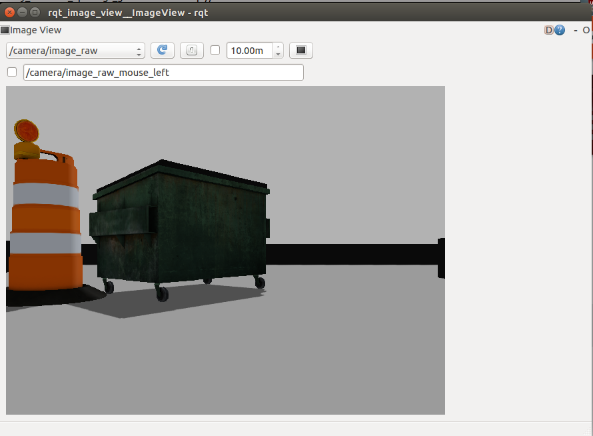 rqt_image_view__ImageView - rqt
Image View
D
?
-
O
/camera/image_raw
10.00m
/camera/image_raw_mouse_left